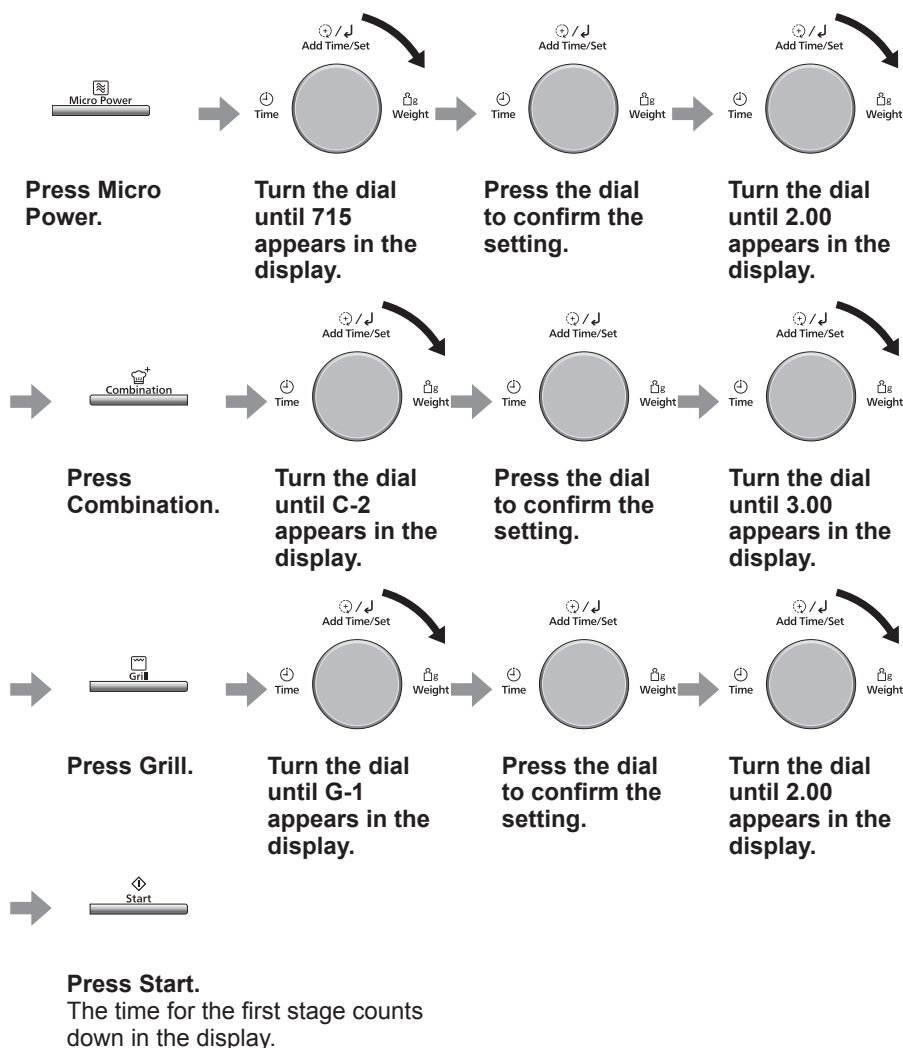 Add Time/Set
Add Time/Set
Add Time/Set
Micro Power
Time
Weight
Time
Weight
Time
Weight
Press Micro
Power.
Turn the dial
until 715
appears in the
display.
Press the dial
to confirm the
setting.
Turn the dial
until 2.00
appears in the
display.
Add Time/Set
Add Time/Set
Add Time/Set
Combination
Time
Weight
Time
Weight
Time
Weight
Press
Combination.
Turn the dial
until C-2
appears in the
display.
Press the dial
to confirm the
setting.
Turn the dial
until 3.00
appears in the
display.
Add Time/Set
Add Time/Set
Add Time/Set
Grill
Time
Weight
Time
Weight
Time
Weight
Press Grill.
Turn the dial
until G-1
appears in the
display.
Press the dial
to confirm the
setting.
Turn the dial
until 2.00
appears in the
display.
Start
Press Start.
The time for the first stage counts
down in the display.